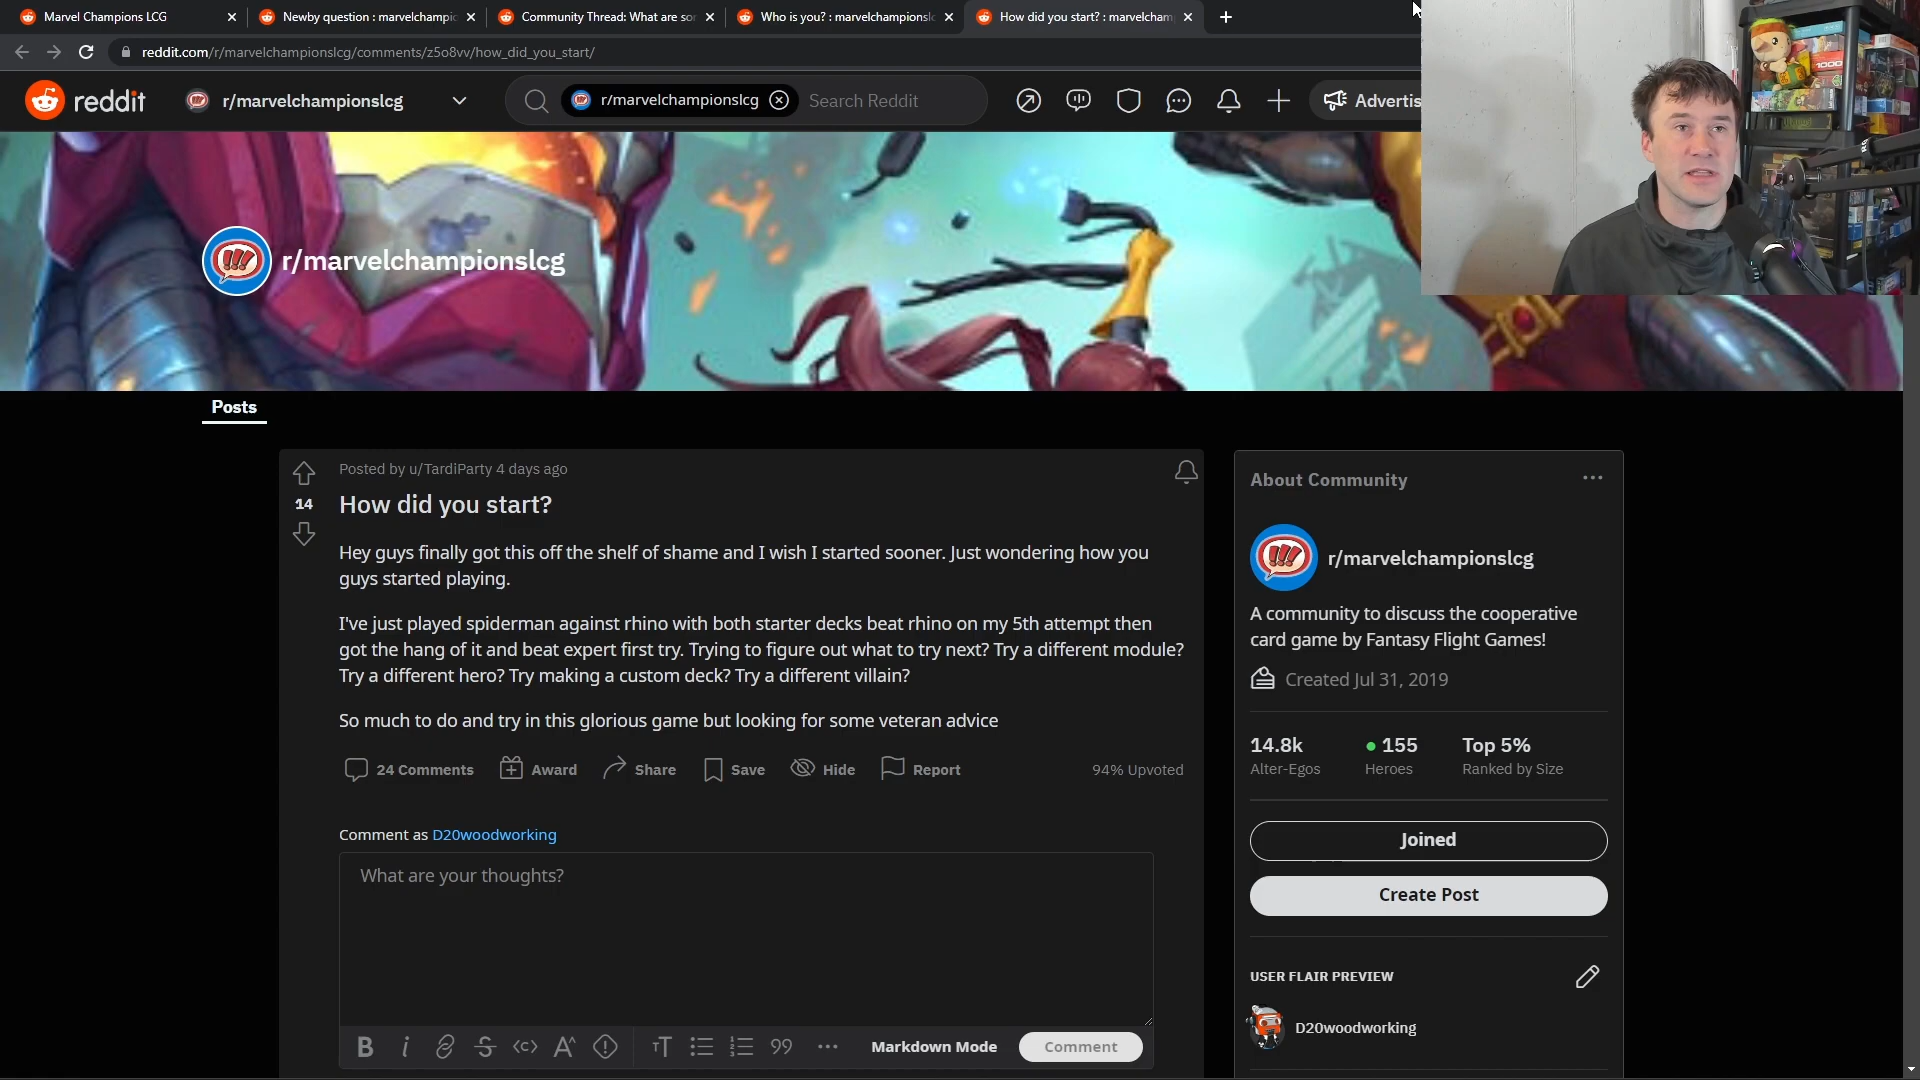 Marvel Champions LCG
Newby question : marvelchampic
Community Thread: What are sor
Who is you? : marvelchampionslc
How did you start? : marvelcham
reddit.com/r/marvelchampionslcg/comments/z5o8vv/how_did_you_start/
reddit
r/marvelchampionslcg
r/marvelchampionslcg
Search Reddit
Advertis
r/marvelchampionslcg
Posts
Posted by u/TardiParty 4 days ago
14
How did you start?
Hey guys finally got this off the shelf of shame and I wish I started sooner. Just wondering how you
guys started playing.
I've just played spiderman against rhino with both starter decks beat rhino on my 5th attempt then
got the hang of it and beat expert first try. Trying to figure out what to try next? Try a different module?
Try a different hero? Try making a custom deck? Try a different villain?
So much to do and try in this glorious game but looking for some veteran advice
24 Comments
Award
Share
Save
Hide
Report
94% Upvoted
Comment as D20woodworking
What are your thoughts?
Markdown Mode
Comment
About Community
r/marvelchampionslcg
A community to discuss the cooperative
card game by Fantasy Flight Games!
Created Jul 31, 2019
14.8k
155
Top 5%
Alter-Egos
Heroes
Ranked by Size
Joined
Create Post
USER FLAIR PREVIEW
D20woodworking